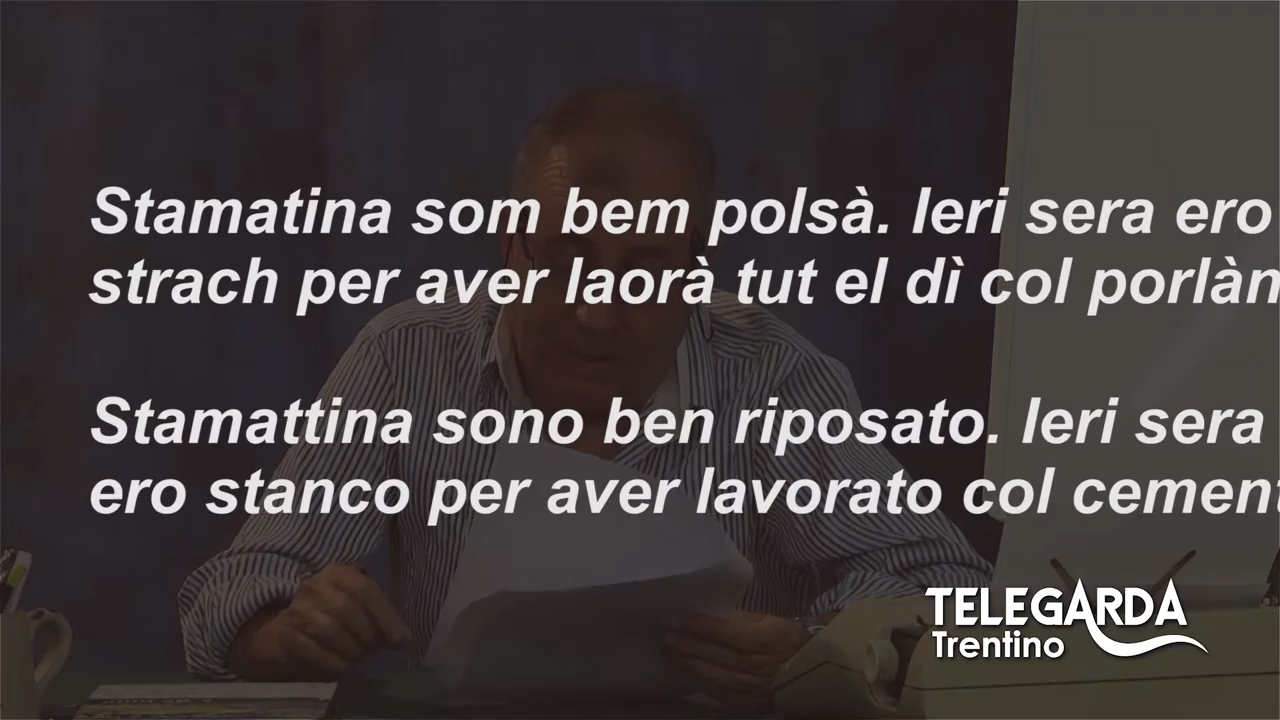 Stamatina som bem polsà. Ieri sera ero
strach per aver laorà tut el dì col porlàn
Stamattina sono ben riposato. Ieri sera
ero stanco per aver lavorato col cement
TELEGARDA
Trentino